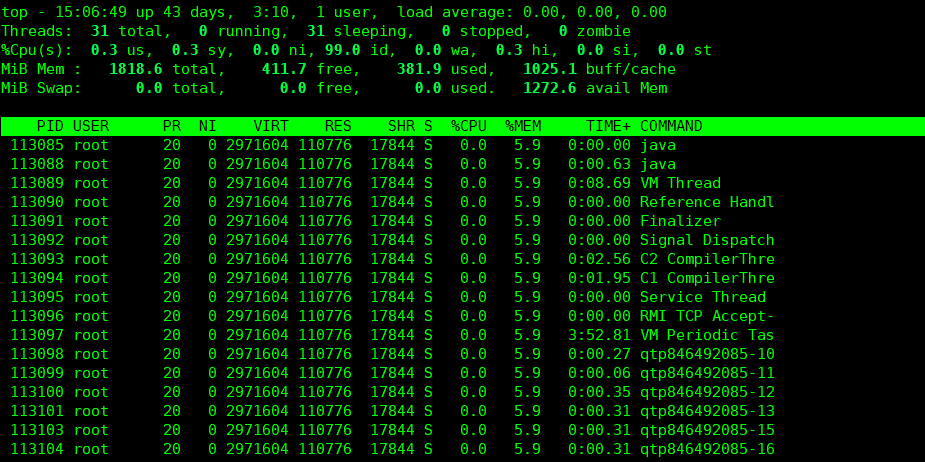 top - 15:06:49 up 43 days,  3:10,  1 user,  load average: 0.00, 0.00, 0.00
Threads:  31 total,   0 running,  31 sleeping,   0 stopped,   0 zombie
%Cpu(s):  0.3 us,  0.3 sy,  0.0 ni, 99.0 id,  0.0 wa,  0.3 hi,  0.0 si,  0.0 st
MiB Mem :   1818.6 total,    411.7 free,    381.9 used,   1025.1 buff/cache
MiB Swap:      0.0 total,      0.0 free,      0.0 used.   1272.6 avail Mem
    PID USER      PR  NI    VIRT    RES    SHR S  %CPU  %MEM     TIME+ COMMAND
 113085 root      20   0 2971604 110776  17844 S   0.0   5.9   0:00.00 java
 113088 root      20   0 2971604 110776  17844 S   0.0   5.9   0:00.63 java
 113089 root      20   0 2971604 110776  17844 S   0.0   5.9   0:08.69 VM Thread
 113090 root      20   0 2971604 110776  17844 S   0.0   5.9   0:00.00 Reference Handl
 113091 root      20   0 2971604 110776  17844 S   0.0   5.9   0:00.00 Finalizer
 113092 root      20   0 2971604 110776  17844 S   0.0   5.9   0:00.00 Signal Dispatch
 113093 root      20   0 2971604 110776  17844 S   0.0   5.9   0:02.56 C2 CompilerThre
 113094 root      20   0 2971604 110776  17844 S   0.0   5.9   0:01.95 C1 CompilerThre
 113095 root      20   0 2971604 110776  17844 S   0.0   5.9   0:00.00 Service Thread
 113096 root      20   0 2971604 110776  17844 S   0.0   5.9   0:00.00 RMI TCP Accept-
 113097 root      20   0 2971604 110776  17844 S   0.0   5.9   3:52.81 VM Periodic Tas
 113098 root      20   0 2971604 110776  17844 S   0.0   5.9   0:00.27 qtp846492085-10
 113099 root      20   0 2971604 110776  17844 S   0.0   5.9   0:00.06 qtp846492085-11
 113100 root      20   0 2971604 110776  17844 S   0.0   5.9   0:00.35 qtp846492085-12
 113101 root      20   0 2971604 110776  17844 S   0.0   5.9   0:00.31 qtp846492085-13
 113103 root      20   0 2971604 110776  17844 S   0.0   5.9   0:00.31 qtp846492085-15
 113104 root      20   0 2971604 110776  17844 S   0.0   5.9   0:00.31 qtp846492085-16